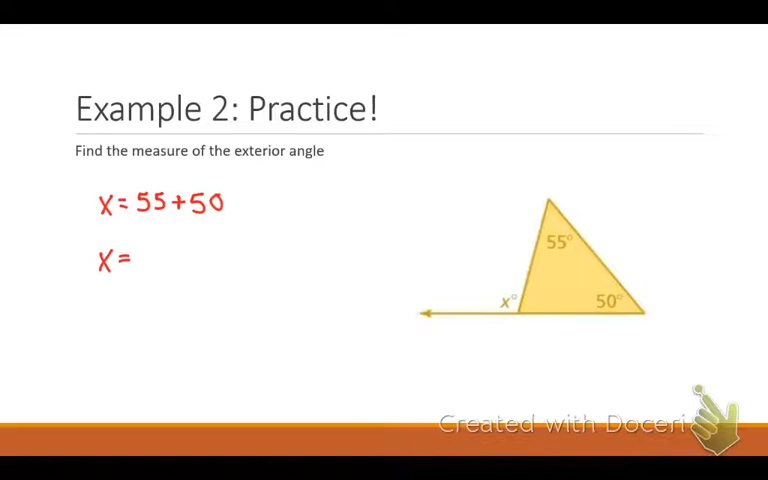 Example 2: Practice!
Find the measure of the exterior angle
x = 55 + 50
x =
55°
x°
50°
Created with Doceri